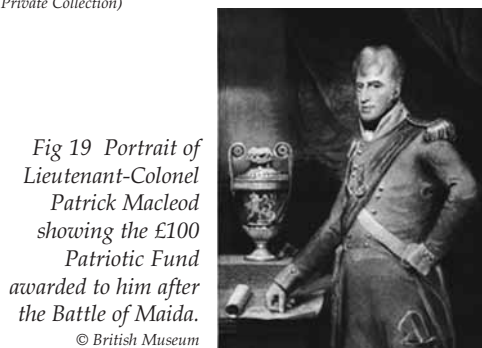 Private Collection)
Fig 19 Portrait of
Lieutenant-Colonel
Patrick Macleod
showing the £100
Patriotic Fund
awarded to him after
the Battle of Maida.
© British Museum